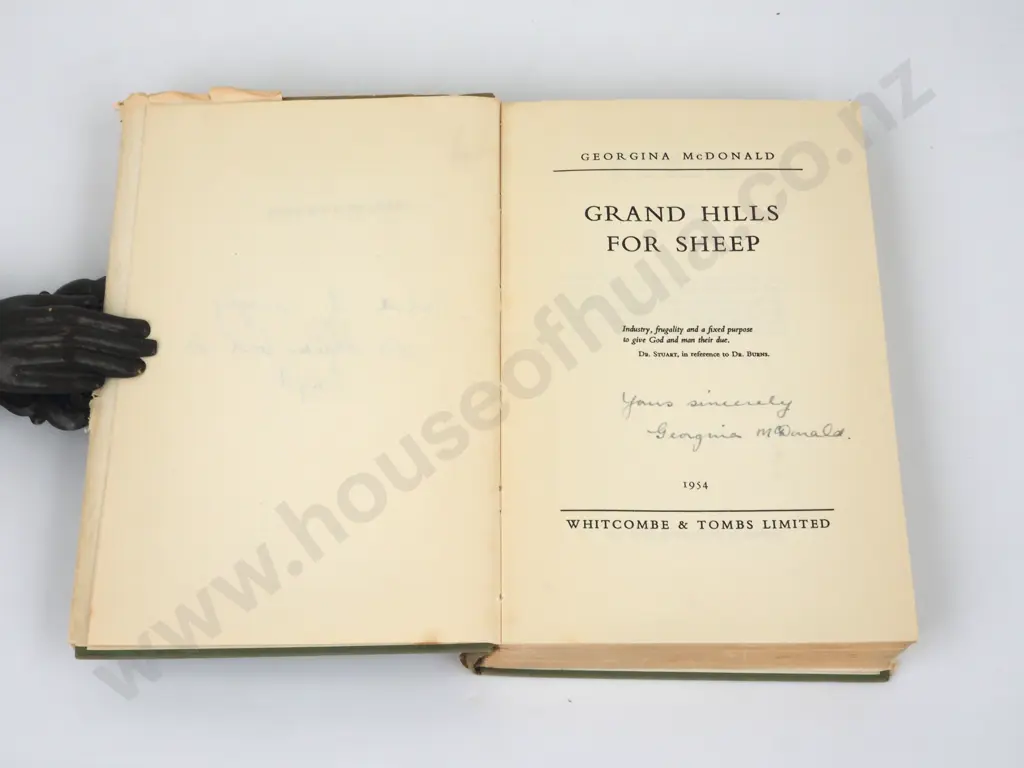 GEORGINA McDONALD
GRAND HILLS
FOR SHEEP
Industry, frugality and a fixed purpose
to give God and man their due.
DR. STUART, in reference to DR. BURNS.
Yours sincerely
Georgina McDonald.
1954
WHITCOMBE & TOMBS LIMITED
www.houseofhuia.co.nz